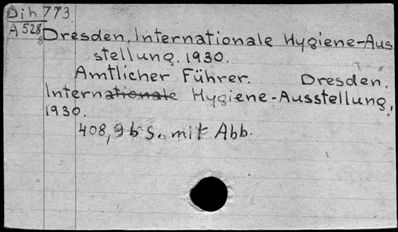 Dih 773
A 528
Dresden, Internationale Hygiene-Aus
stellung. 1930.
Amtlicher Führer. Dresden,
Internationale Hygiene-Ausstellung,
1930.
408, 96 S. mit Abb.